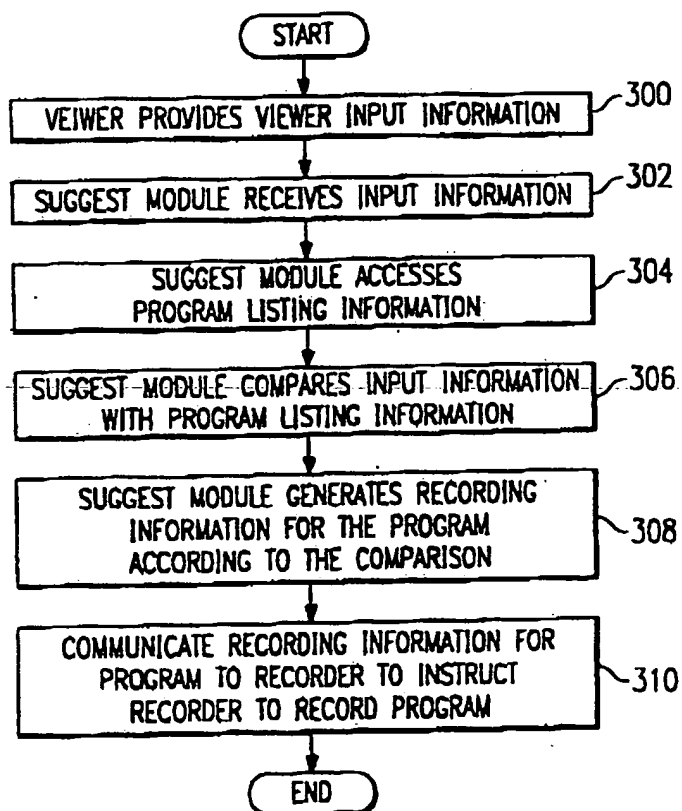 START
VEIWER PROVIDES VIEWER INPUT INFORMATION
300
SUGGEST MODULE RECEIVES INPUT INFORMATION
302
SUGGEST MODULE ACCESSES
PROGRAM LISTING INFORMATION
304
SUGGEST MODULE COMPARES INPUT INFORMATION
WITH PROGRAM LISTING INFORMATION
306
SUGGEST MODULE GENERATES RECORDING
INFORMATION FOR THE PROGRAM
ACCORDING TO THE COMPARISON
308
COMMUNICATE RECORDING INFORMATION FOR
PROGRAM TO RECORDER TO INSTRUCT
RECORDER TO RECORD PROGRAM
310
END